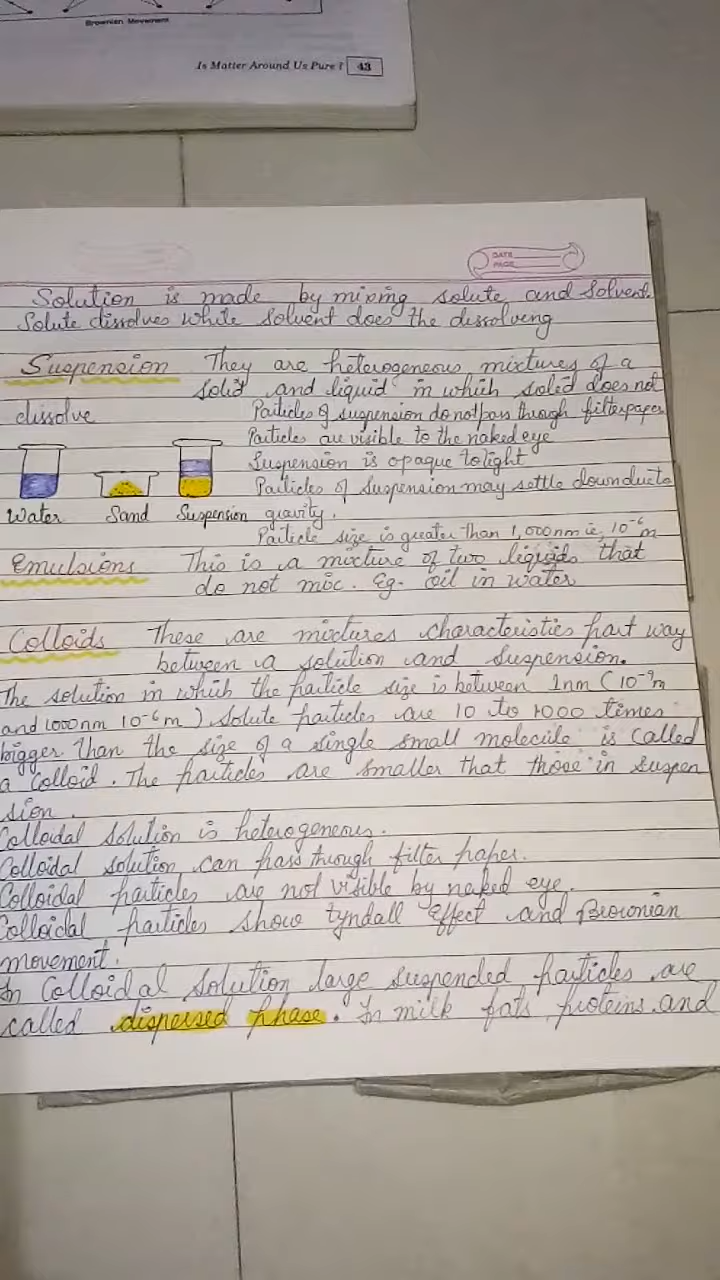 Brownian Movement
Is Matter Around Us Pure? 43
DATE
PAGE
Solution is made by mixing solute and Solvent.
Solute dissolves while solvent does the dissolving
Suspension They are heterogeneous mixtures of a
solid and liquid in which solid does not
dissolve Particles of suspension do not pass through filter paper
Particles are visible to the naked eye
Suspension is opaque to light
Particles of Suspension may settle down due to
Water Sand Suspension gravity.
Particle size is greater than 1,000nm ie, 10⁻⁶m
Emulsions This is a mixture of two liquids that
do not mix. Eg- oil in water
Colloids These are mixtures characteristics part way
between a solution and suspension.
The solution in which the particle size is between 1nm (10⁻⁹m
and 1000nm 10⁻⁶m) Solute particles are 10 to 1000 times
bigger than the size of a single small molecule is called
a colloid. The particles are smaller that those in suspen
sion.
Colloidal solution is heterogeneous.
Colloidal solution can pass through filter paper.
Colloidal particles are not visible by naked eye.
Colloidal particles show tyndall Effect and Brownian
movement.
In Colloidal solution large suspended particles are
called dispersed phase. In milk fats, proteins and